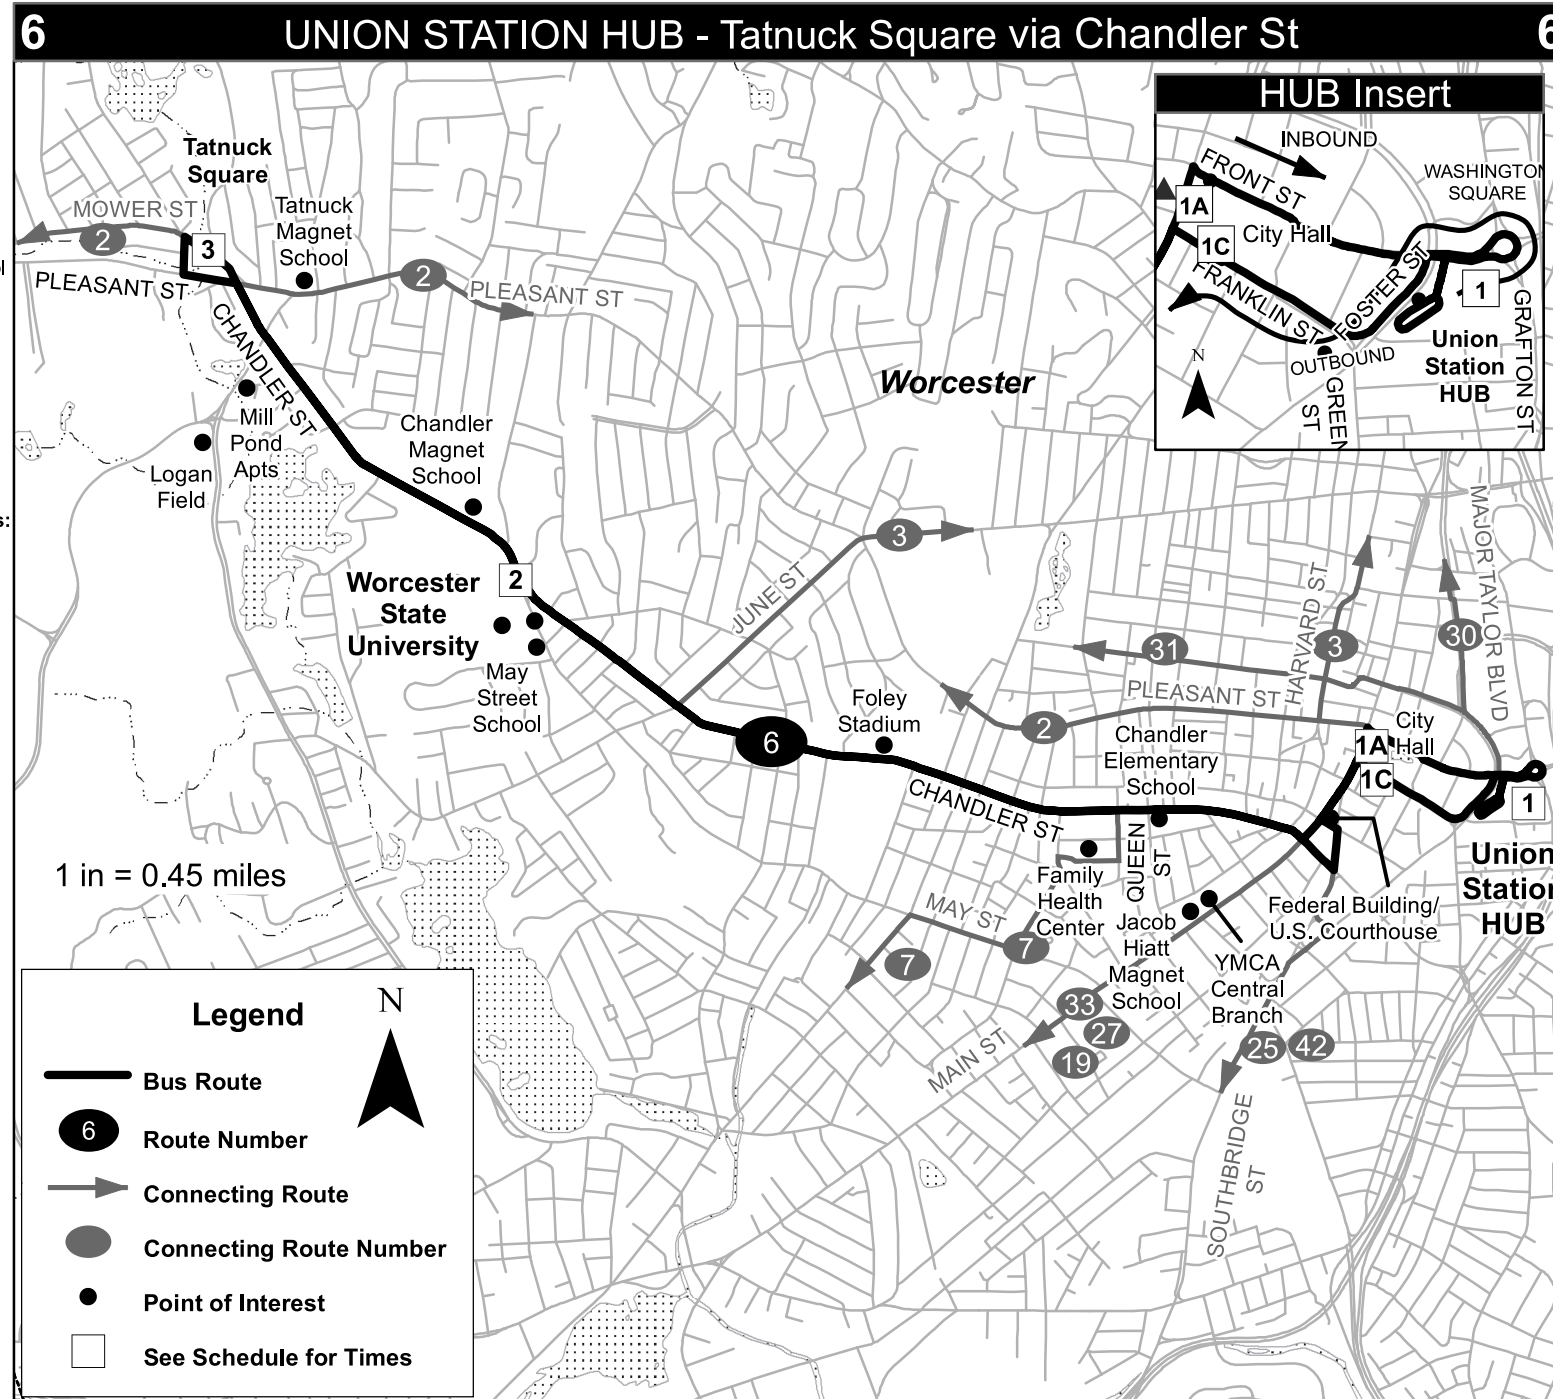 6 UNION STATION HUB - Tatnuck Square via Chandler St 6
HUB Insert
INBOUND
FRONT ST
WASHINGTON
SQUARE
1A
City Hall
1C
FOSTER ST
FRANKLIN ST
1
GRAFTON ST
Union
Station
HUB
OUTBOUND
N
GREEN
ST
Tatnuck
Square
MOWER ST
2
3
Tatnuck
Magnet
School
PLEASANT ST
2
PLEASANT ST
CHANDLER ST
Worcester
Mill
Pond
Apts
Logan
Field
Chandler
Magnet
School
s:
3
JUNE ST
2
Worcester
State
University
May
Street
School
MAJOR TAYLOR BLVD
HARVARD ST
31
3
30
PLEASANT ST
2
Foley
Stadium
6
Chandler
Elementary
School
City
Hall
1A
1C
1
CHANDLER ST
QUEEN
ST
Union
Station
HUB
1 in = 0.45 miles
Family
Health
Center
MAY ST
7
7
Jacob
Hiatt
Magnet
School
Federal Building/
U.S. Courthouse
YMCA
Central
Branch
33
27
19
MAIN ST
25
42
SOUTHBRIDGE
ST
Legend
N
Bus Route
6
Route Number
Connecting Route
Connecting Route Number
Point of Interest
See Schedule for Times